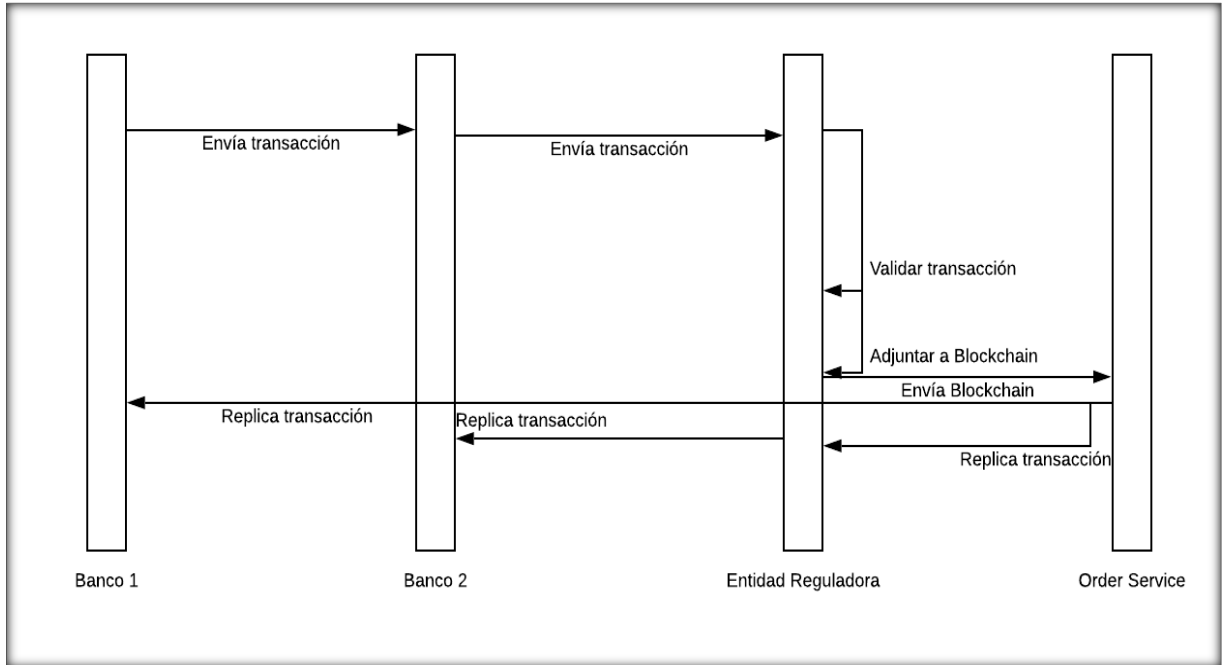 Envía transacción
Envía transacción
Validar transacción
Adjuntar a Blockchain
Envía Blockchain
Replica transacción
Replica transacción
Replica transacción
Banco 1
Banco 2
Entidad Reguladora
Order Service